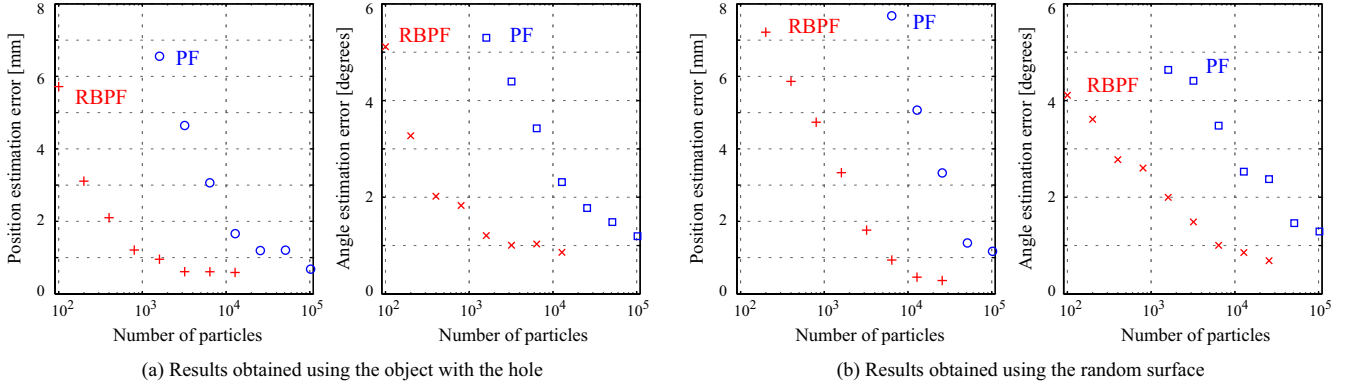 Position estimation error [mm]
8
6
4
2
0
RBPF
PF
10^2
10^3
10^4
10^5
Number of particles
Angle estimation error [degrees]
6
4
2
0
RBPF
PF
10^2
10^3
10^4
10^5
Number of particles
(a) Results obtained using the object with the hole
Position estimation error [mm]
8
6
4
2
0
RBPF
PF
10^2
10^3
10^4
10^5
Number of particles
Angle estimation error [degrees]
6
4
2
0
RBPF
PF
10^2
10^3
10^4
10^5
Number of particles
(b) Results obtained using the random surface